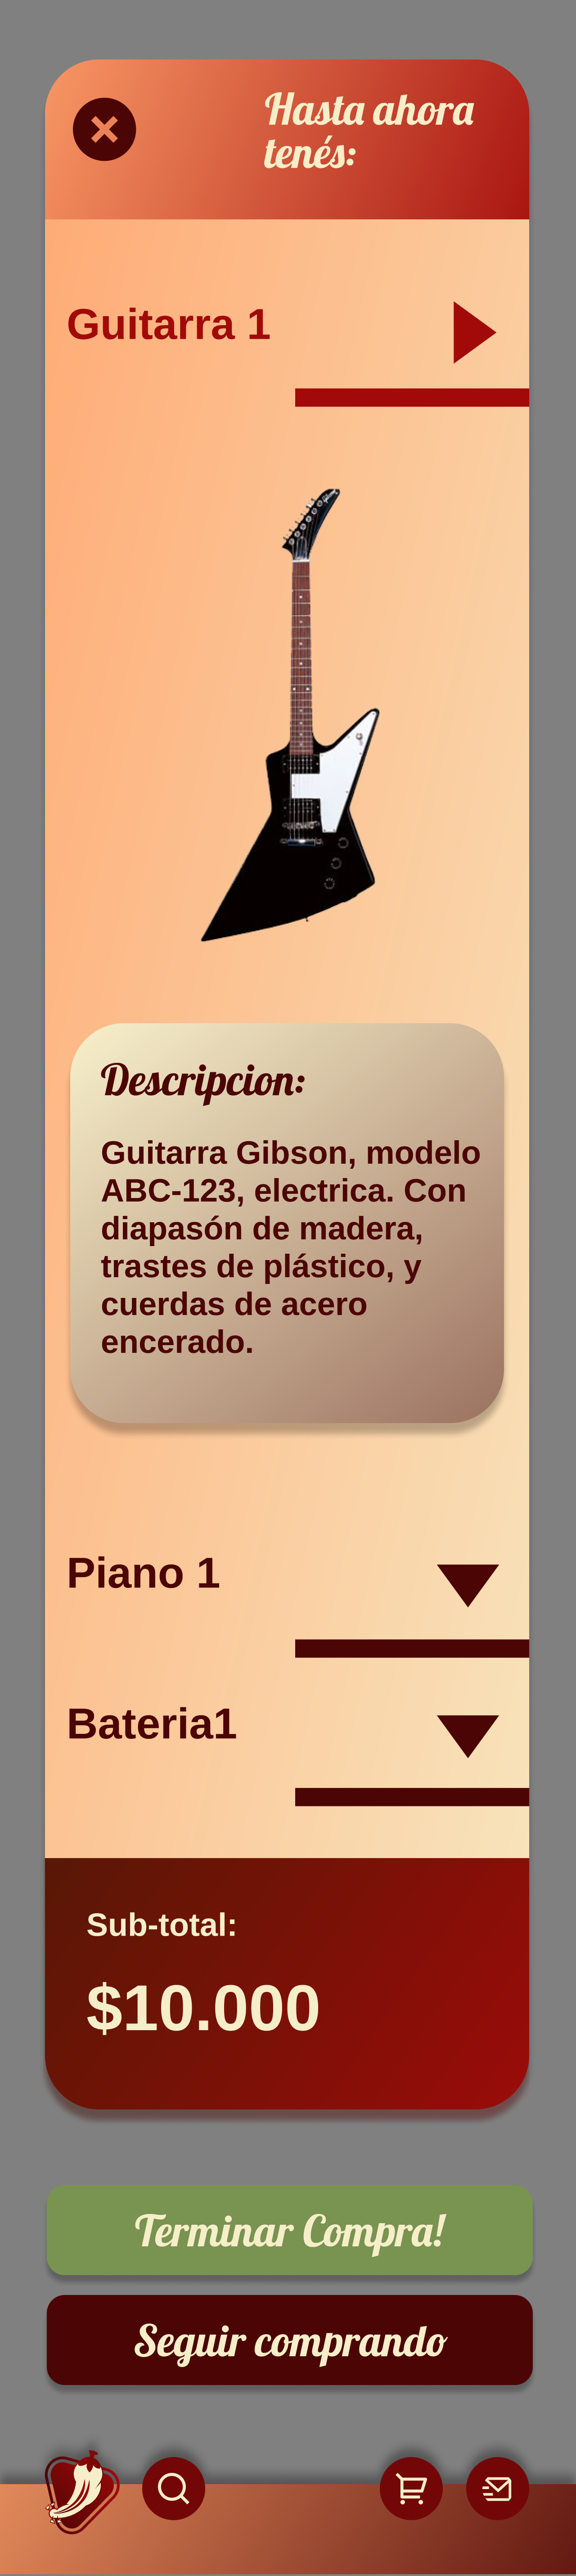 Hasta ahora
tenés:
Guitarra 1
Descripcion:
Guitarra Gibson, modelo
ABC-123, electrica. Con
diapasón de madera,
trastes de plástico, y
cuerdas de acero
encerado.
Piano 1
Bateria1
Sub-total:
$10.000
Terminar Compra!
Seguir comprando